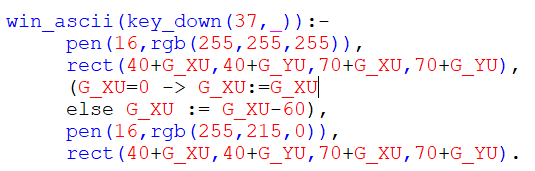 win_ascii(key_down(37,_)):-
pen(16,rgb(255,255,255)),
rect(40+G_XU,40+G_YU,70+G_XU,70+G_YU),
(G_XU=0 -> G_XU:=G_XU
else G_XU := G_XU-60),
pen(16,rgb(255,215,0)),
rect(40+G_XU,40+G_YU,70+G_XU,70+G_YU).